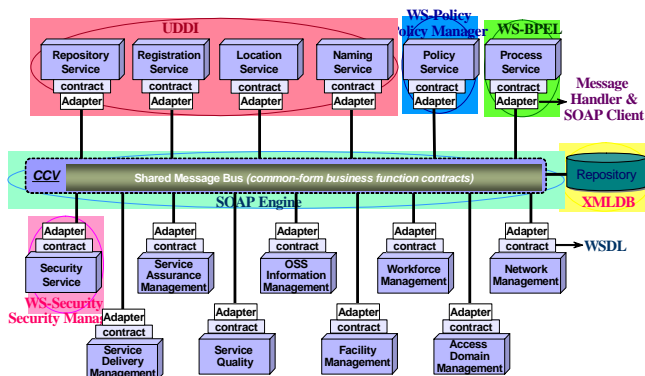 UDDI
WS-Policy
Policy Manager
WS-BPEL
Repository
Service
contract
Adapter
Registration
Service
contract
Adapter
Location
Service
contract
Adapter
Naming
Service
contract
Adapter
Policy
Service
contract
Adapter
Process
Service
contract
Adapter
Message
Handler &
SOAP Client
CCV
Shared Message Bus (common-form business function contracts)
SOAP Engine
Repository
XMLDB
Adapter
contract
Security
Service
WS-Security
Security Manag
Adapter
contract
Service
Assurance
Management
Adapter
contract
OSS
Information
Management
Adapter
contract
Workforce
Management
Adapter
contract
Network
Management
WSDL
Adapter
contract
Service
Delivery
Management
Adapter
contract
Service
Quality
Adapter
contract
Facility
Management
Adapter
contract
Access
Domain
Management